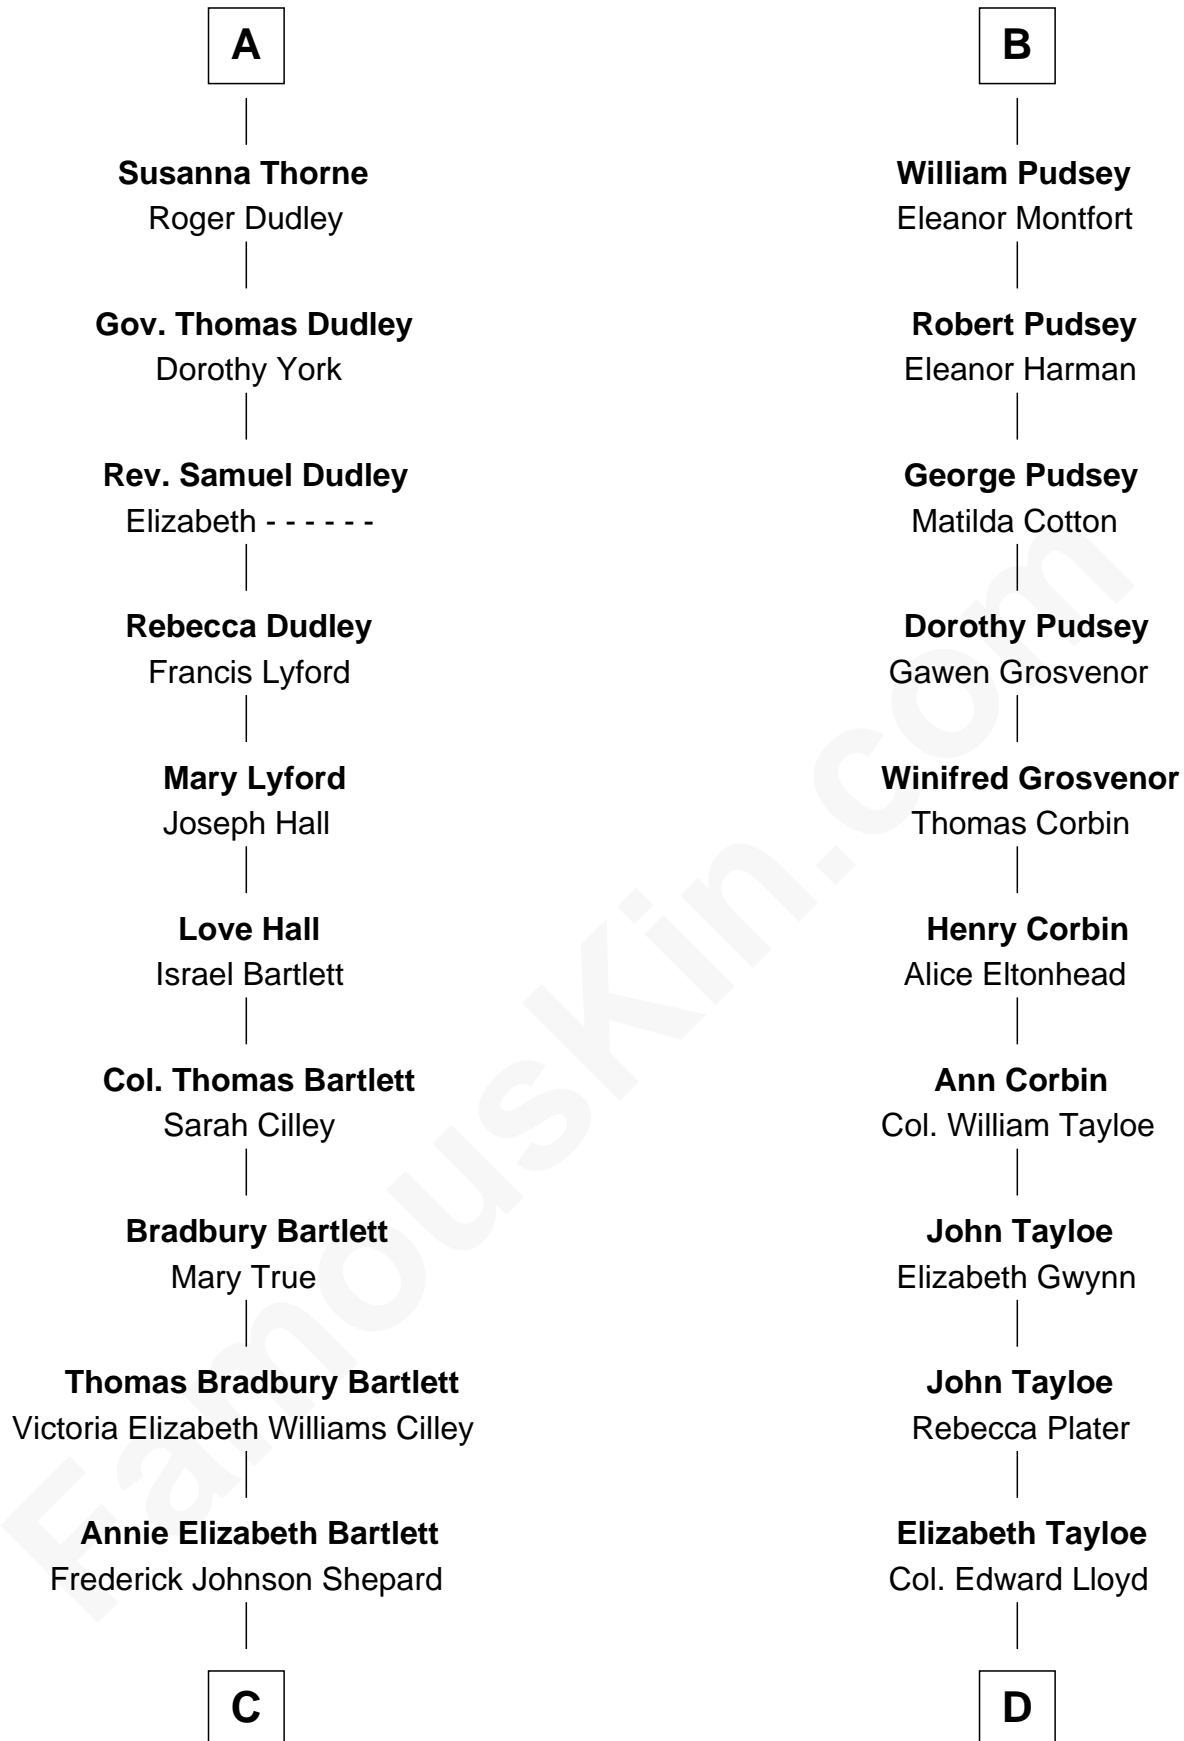 A
Susanna Thorne
Roger Dudley
Gov. Thomas Dudley
Dorothy York
Rev. Samuel Dudley
Elizabeth - - - - - -
Rebecca Dudley
Francis Lyford
Mary Lyford
Joseph Hall
Love Hall
Israel Bartlett
Col. Thomas Bartlett
Sarah Cilley
Bradbury Bartlett
Mary True
Thomas Bradbury Bartlett
Victoria Elizabeth Williams Cilley
Annie Elizabeth Bartlett
Frederick Johnson Shepard
C
B
William Pudsey
Eleanor Montfort
Robert Pudsey
Eleanor Harman
George Pudsey
Matilda Cotton
Dorothy Pudsey
Gawen Grosvenor
Winifred Grosvenor
Thomas Corbin
Henry Corbin
Alice Eltonhead
Ann Corbin
Col. William Tayloe
John Tayloe
Elizabeth Gwynn
John Tayloe
Rebecca Plater
Elizabeth Tayloe
Col. Edward Lloyd
D
FamousKin.com